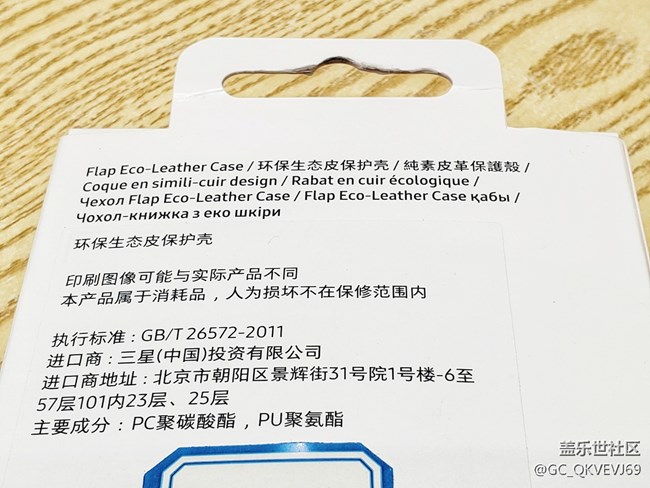 Flap Eco-Leather Case / 环保生态皮保护壳 / 純素皮革保護殼 /
Coque en simili-cuir design / Rabat en cuir écologique /
Чехол Flap Eco-Leather Case / Flap Eco-Leather Case қабы /
Чохол-книжка з еко шкіри
环保生态皮保护壳
印刷图像可能与实际产品不同
本产品属于消耗品，人为损坏不在保修范围内
执行标准：GB/T 26572-2011
进口商：三星(中国)投资有限公司
进口商地址：北京市朝阳区景辉街31号院1号楼-6至
57层101内23层、25层
主要成分：PC聚碳酸酯，PU聚氨酯
盖乐世社区
@GC_QKVEVJ69